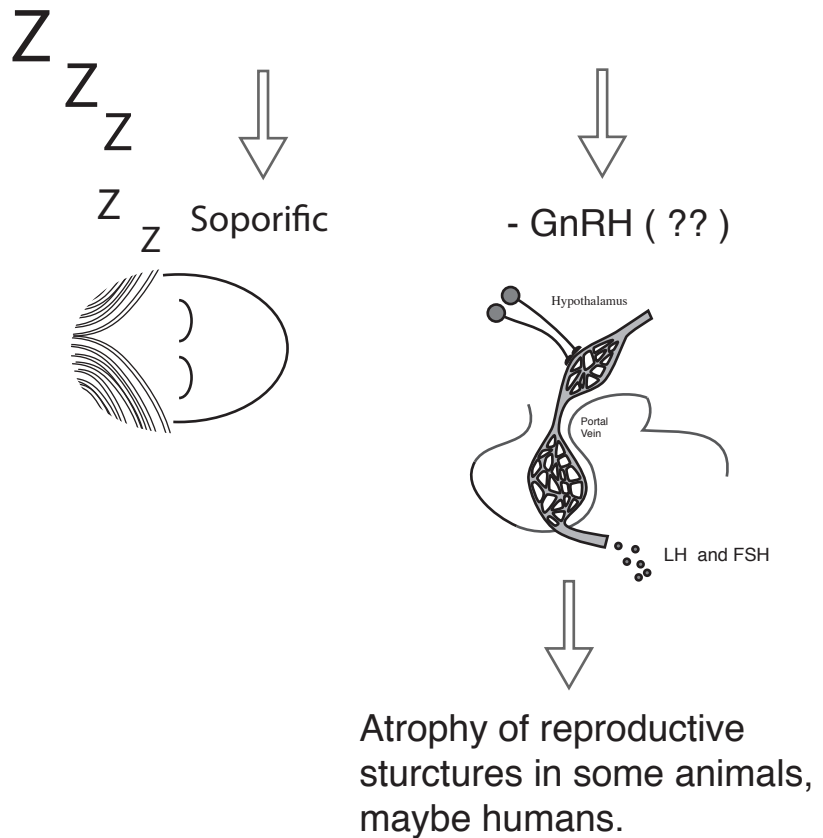 Z
Z
Z
Z
Z
Soporific
- GnRH ( ?? )
Hypothalamus
Portal
Vein
LH and FSH
Atrophy of reproductive
sturctures in some animals,
maybe humans.